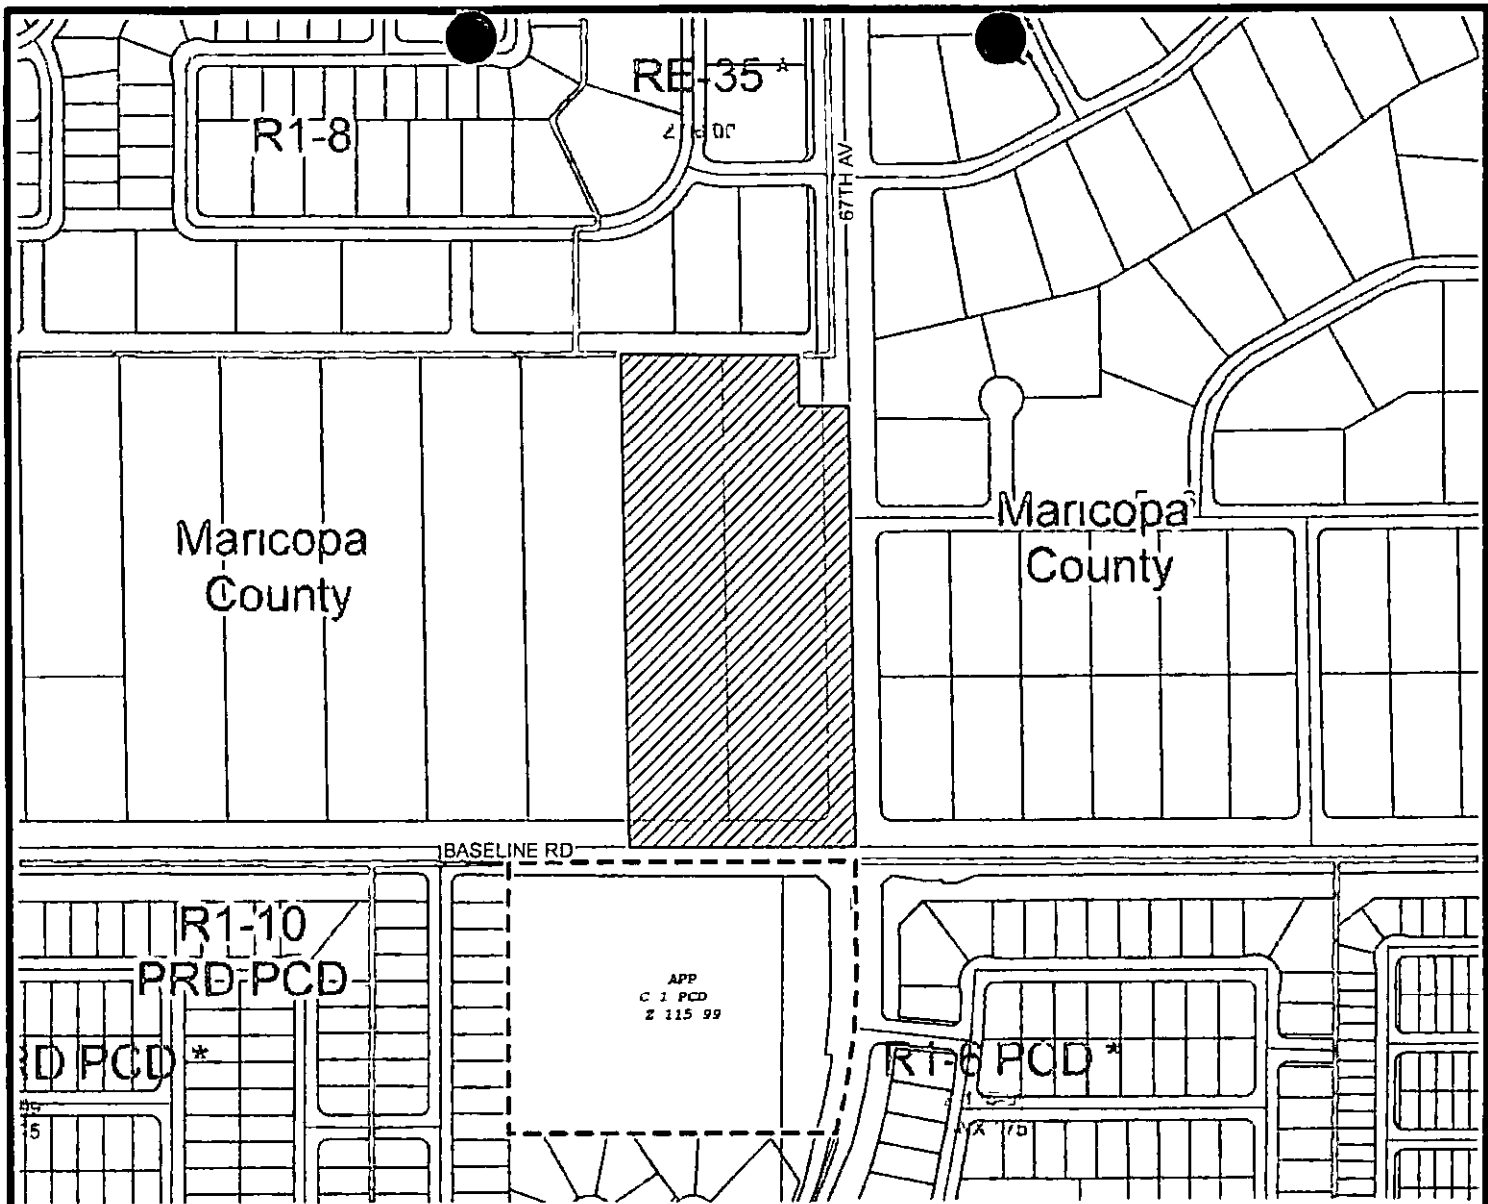 RE-35 *
R1-8
67TH AV
Maricopa
County
Maricopa
County
BASELINE RD
R1-10
PRD PCD
APP
C 1 PCD
Z 115 99
D PCD *
R1-6 PCD *